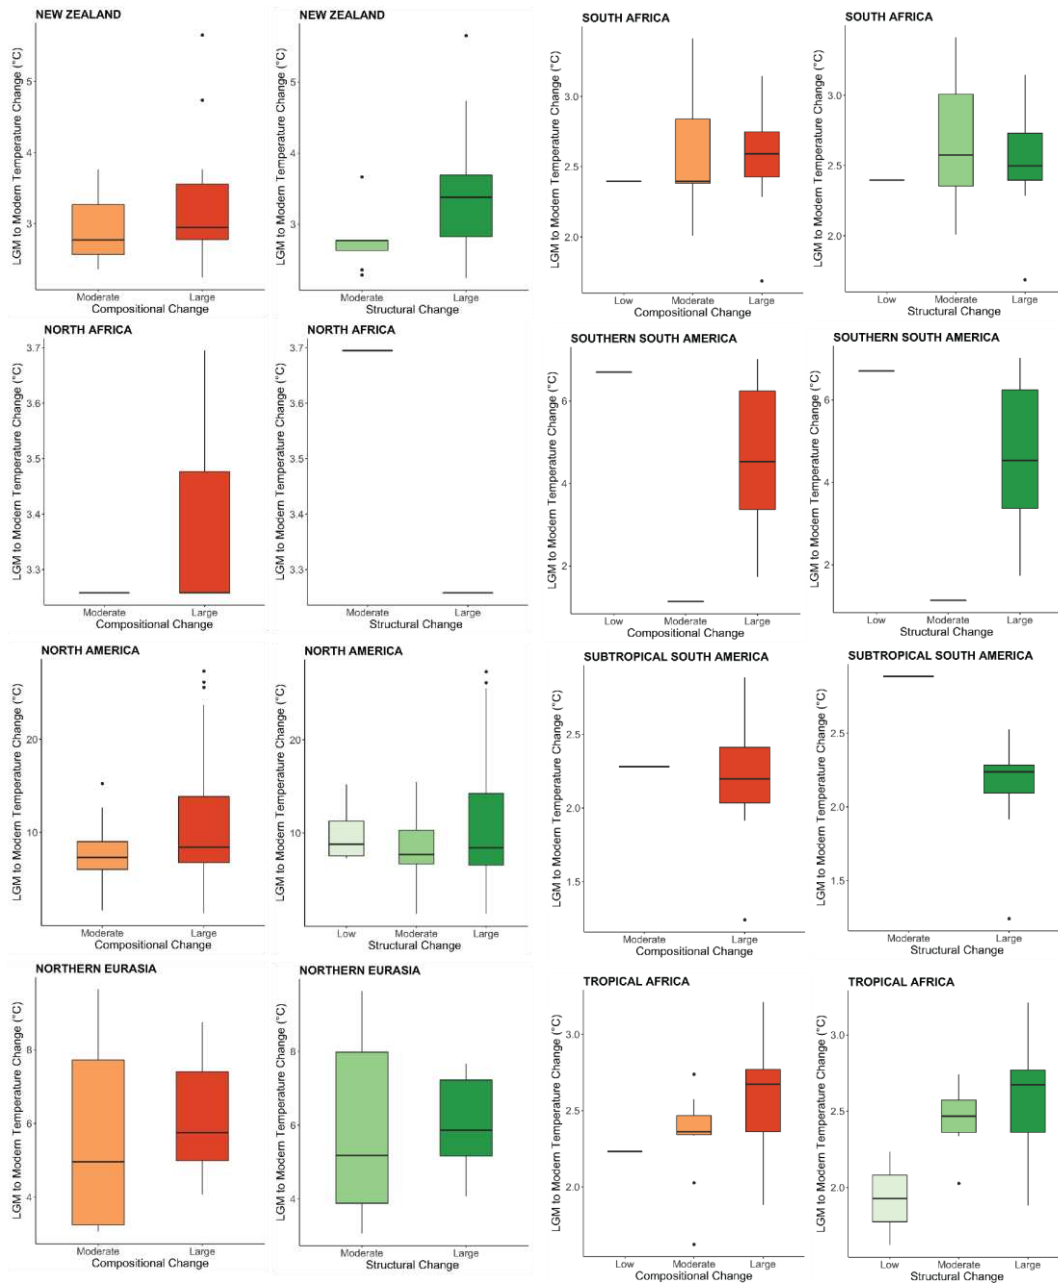 NEW ZEALAND
LGM to Modern Temperature Change (°C)
5
4
3
Moderate
Large
Compositional Change
NEW ZEALAND
LGM to Modern Temperature Change (°C)
5
4
3
Moderate
Large
Structural Change
SOUTH AFRICA
LGM to Modern Temperature Change (°C)
3.0
2.5
2.0
Low
Moderate
Large
Compositional Change
SOUTH AFRICA
LGM to Modern Temperature Change (°C)
3.0
2.5
2.0
Low
Moderate
Large
Structural Change
NORTH AFRICA
LGM to Modern Temperature Change (°C)
3.7
3.6
3.5
3.4
3.3
Moderate
Large
Compositional Change
NORTH AFRICA
LGM to Modern Temperature Change (°C)
3.7
3.6
3.5
3.4
3.3
Moderate
Large
Structural Change
SOUTHERN SOUTH AMERICA
LGM to Modern Temperature Change (°C)
6
4
2
Low
Moderate
Large
Compositional Change
SOUTHERN SOUTH AMERICA
LGM to Modern Temperature Change (°C)
6
4
2
Low
Moderate
Large
Structural Change
NORTH AMERICA
LGM to Modern Temperature Change (°C)
20
10
Moderate
Large
Compositional Change
NORTH AMERICA
LGM to Modern Temperature Change (°C)
20
10
Low
Moderate
Large
Structural Change
SUBTROPICAL SOUTH AMERICA
LGM to Modern Temperature Change (°C)
2.5
2.0
1.5
Moderate
Large
Compositional Change
SUBTROPICAL SOUTH AMERICA
LGM to Modern Temperature Change (°C)
2.5
2.0
1.5
Moderate
Large
Structural Change
NORTHERN EURASIA
LGM to Modern Temperature Change (°C)
8
6
4
Moderate
Large
Compositional Change
NORTHERN EURASIA
LGM to Modern Temperature Change (°C)
8
6
4
Moderate
Large
Structural Change
TROPICAL AFRICA
LGM to Modern Temperature Change (°C)
3.0
2.5
2.0
Low
Moderate
Large
Compositional Change
TROPICAL AFRICA
LGM to Modern Temperature Change (°C)
3.0
2.5
2.0
Low
Moderate
Large
Structural Change